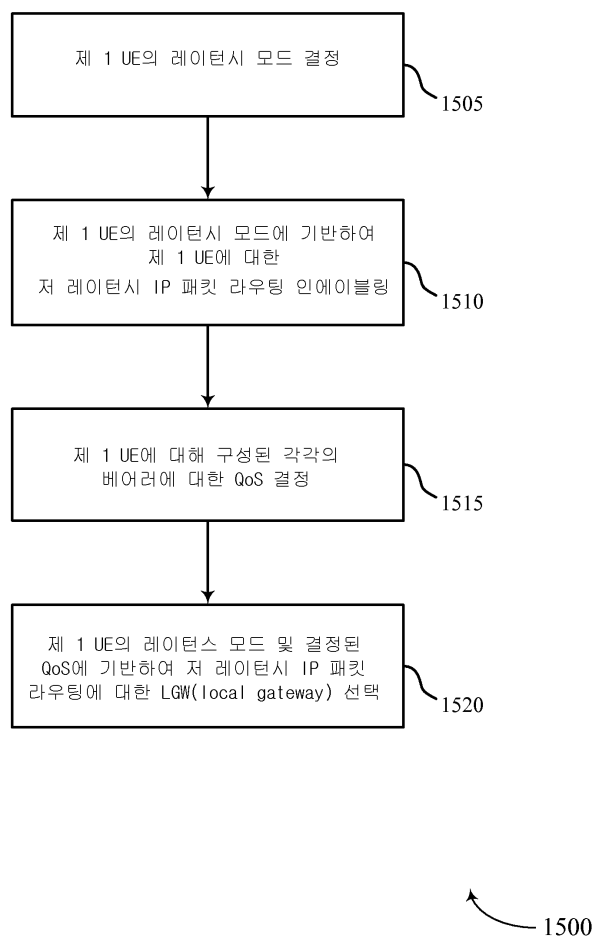 제 1 UE의 레이턴시 모드 결정
1505
제 1 UE의 레이턴시 모드에 기반하여
제 1 UE에 대한
저 레이턴시 IP 패킷 라우팅 인에이블링
1510
제 1 UE에 대해 구성된 각각의
베어러에 대한 QoS 결정
1515
제 1 UE의 레이턴스 모드 및 결정된
QoS에 기반하여 저 레이턴시 IP 패킷
라우팅에 대한 LGW(local gateway) 선택
1520
1500